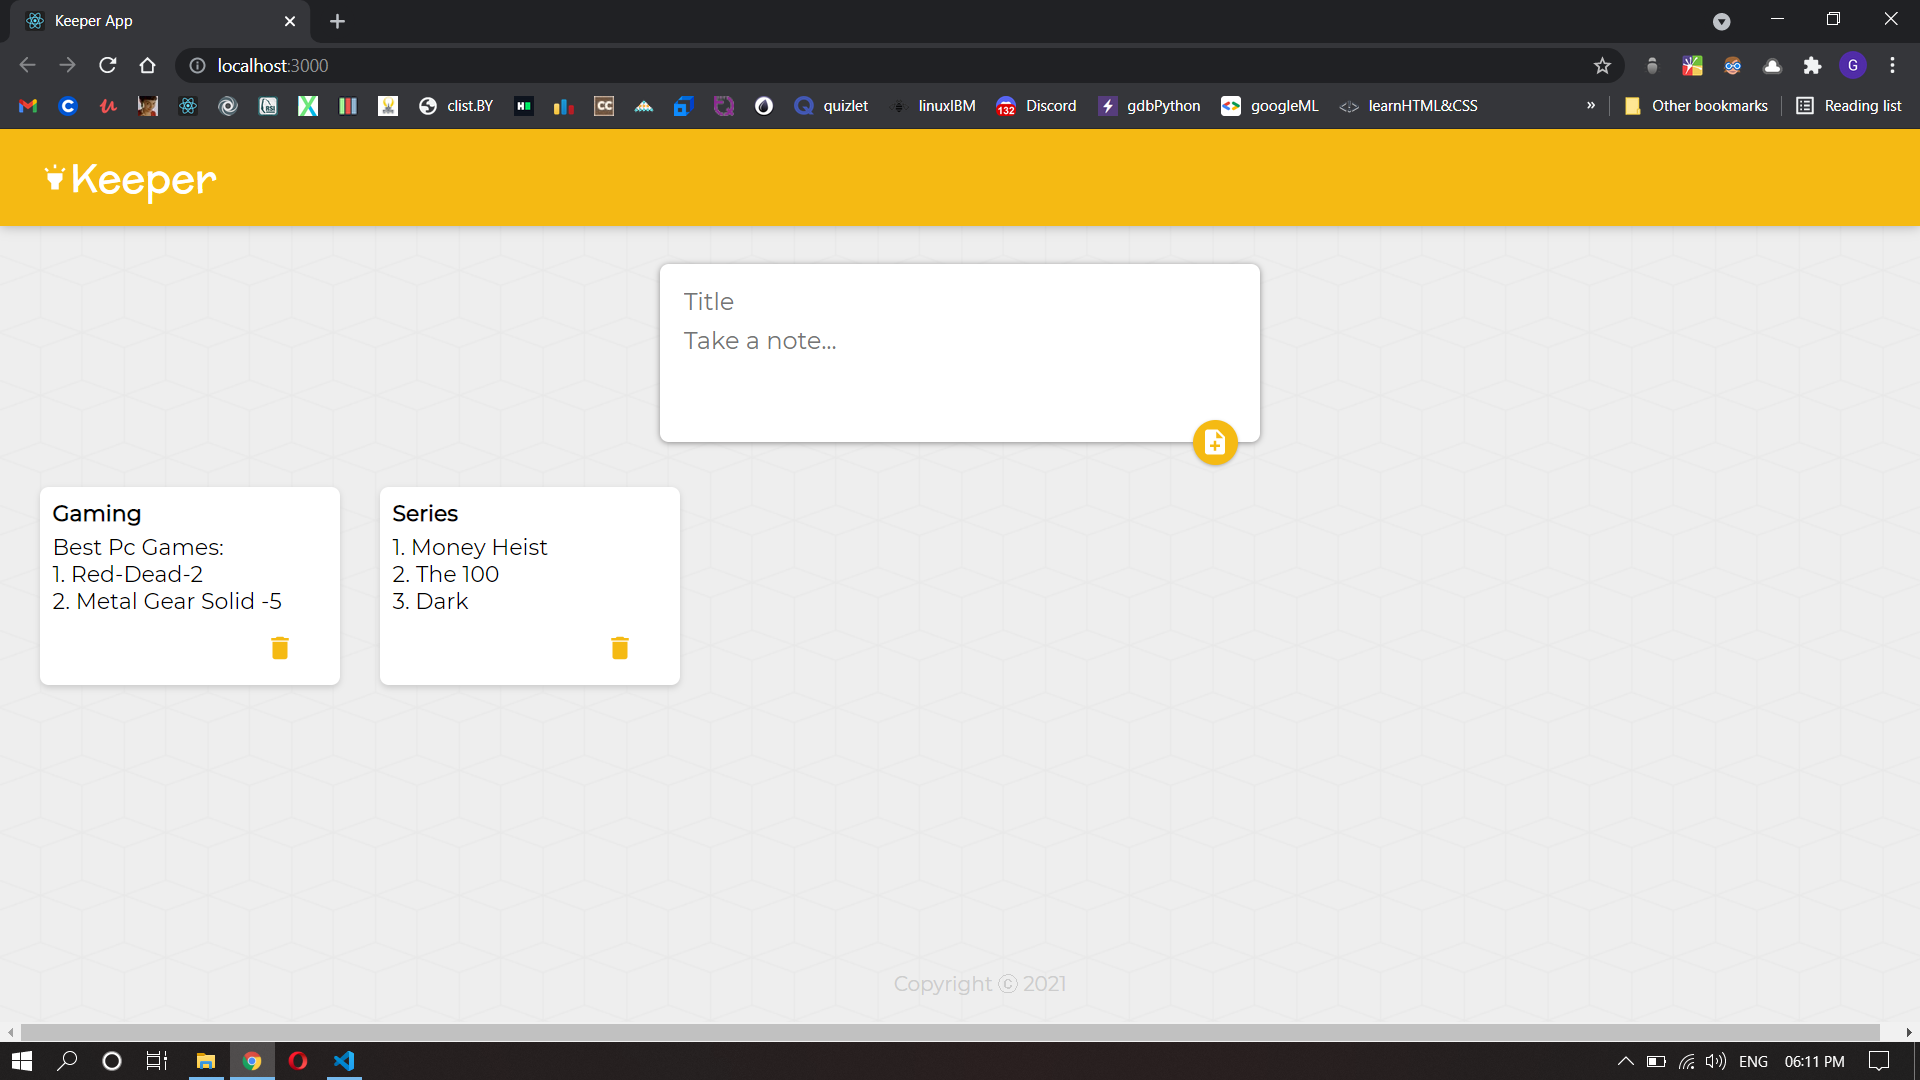 Keeper App
localhost:3000
clist.BY
quizlet
linuxIBM
132
Discord
gdbPython
googleML
learnHTML&CSS
»
Other bookmarks
Reading list
G
CC
RSI
Keeper
Title
Take a note...
Gaming
Best Pc Games:
1. Red-Dead-2
2. Metal Gear Solid -5
Series
1. Money Heist
2. The 100
3. Dark
Copyright ⓒ 2021
ENG
06:11 PM